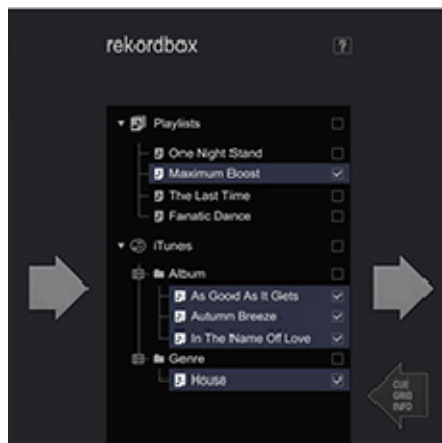 rekordbox
?
Playlists
One Night Stand
Maximum Boost
The Last Time
Fanatic Dance
iTunes
Album
As Good As It Gets
Autumn Breeze
In The Name Off Love
Genre
House
CUE
GRID
INFO